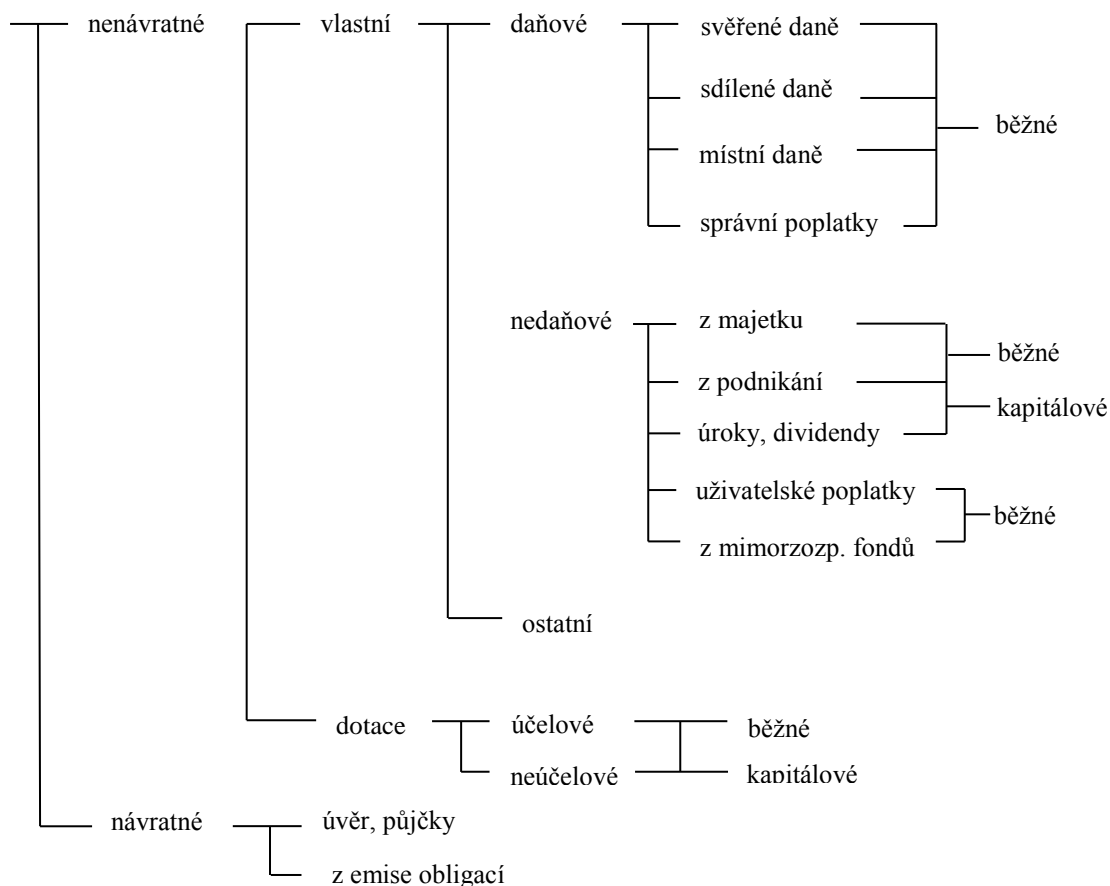 nenávratné vlastní daňové svěřené daně
sdílené daně
běžné
místní daně
správní poplatky
nedaňové z majetku
běžné
z podnikání
kapitálové
úroky, dividendy
uživatelské poplatky
běžné
z mimorzozp. fondů
ostatní
dotace účelové běžné
neúčelové kapitálové
návratné úvěr, půjčky
z emise obligací